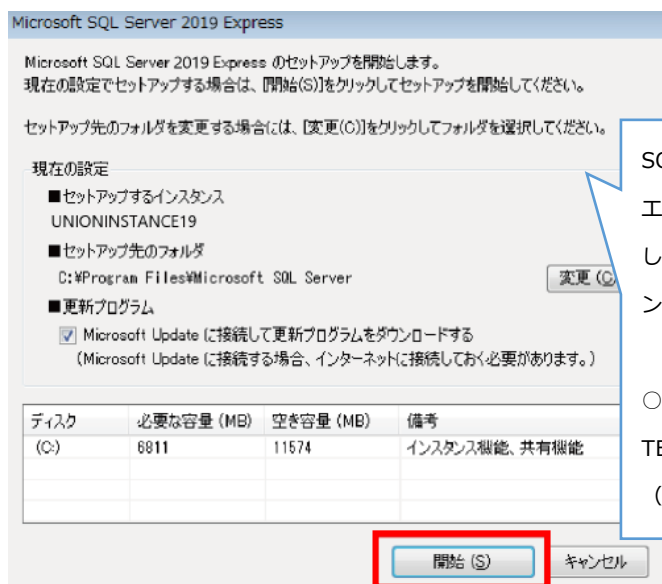 Microsoft SQL Server 2019 Express
Microsoft SQL Server 2019 Express のセットアップを開始します。
現在の設定でセットアップする場合は、[開始(S)]をクリックしてセットアップを開始してください。
セットアップ先のフォルダを変更する場合には、[変更(C)]をクリックしてフォルダを選択してください。
現在の設定
■セットアップするインスタンス
UNIONINSTANCE19
■セットアップ先のフォルダ
C:¥Program Files¥Microsoft SQL Server
変更 (C
■更新プログラム
Microsoft Update に接続して更新プログラムをダウンロードする
(Microsoft Update に接続する場合、インターネットに接続しておく必要があります。)
ディスク 必要な容量 (MB) 空き容量 (MB) 備考
(C:) 6811 11574 インスタンス機能、共有機能
開始 (S) キャンセル
エ
し
ン
○
TE
(